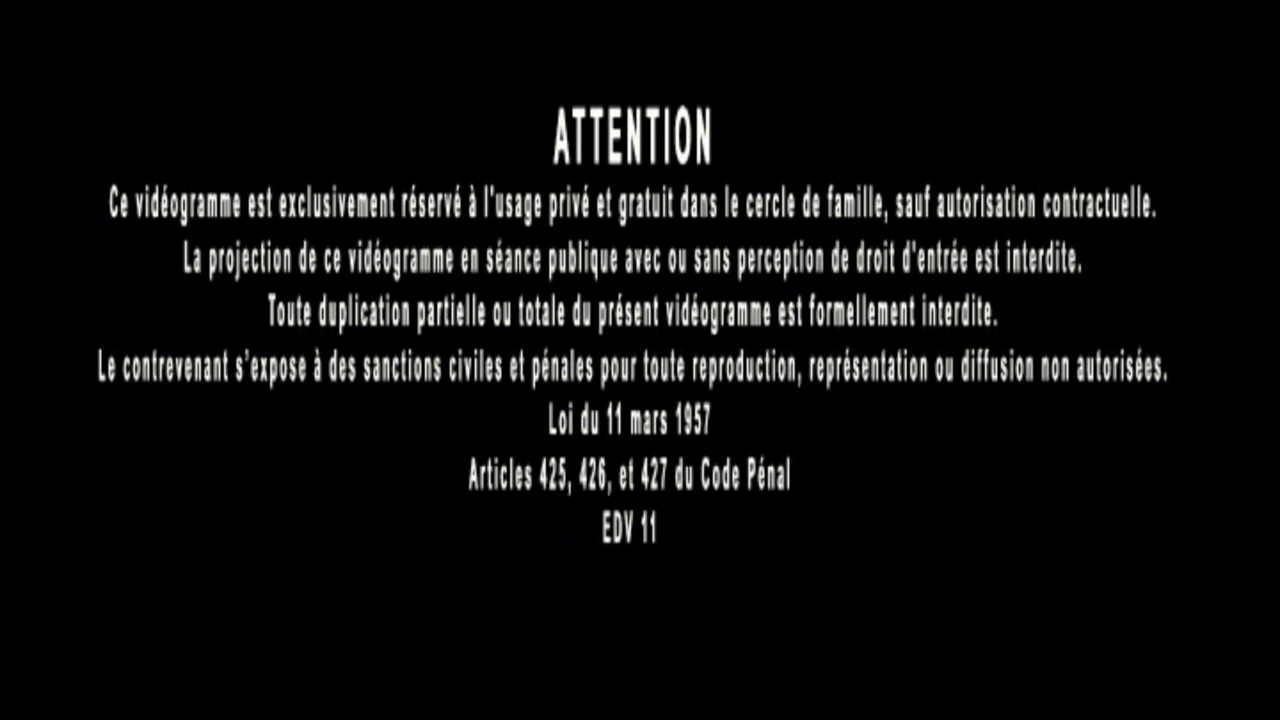 ATTENTION
Ce vidéogramme est exclusivement réservé à l'usage privé et gratuit dans le cercle de famille, sauf autorisation contractuelle.
La projection de ce vidéogramme en séance publique avec ou sans perception de droit d'entrée est interdite.
Toute duplication partielle ou totale du présent vidéogramme est formellement interdite.
Le contrevenant s'expose à des sanctions civiles et pénales pour toute reproduction, représentation ou diffusion non autorisées.
Loi du 11 mars 1957
Articles 425, 426, et 427 du Code Pénal
EDV 11